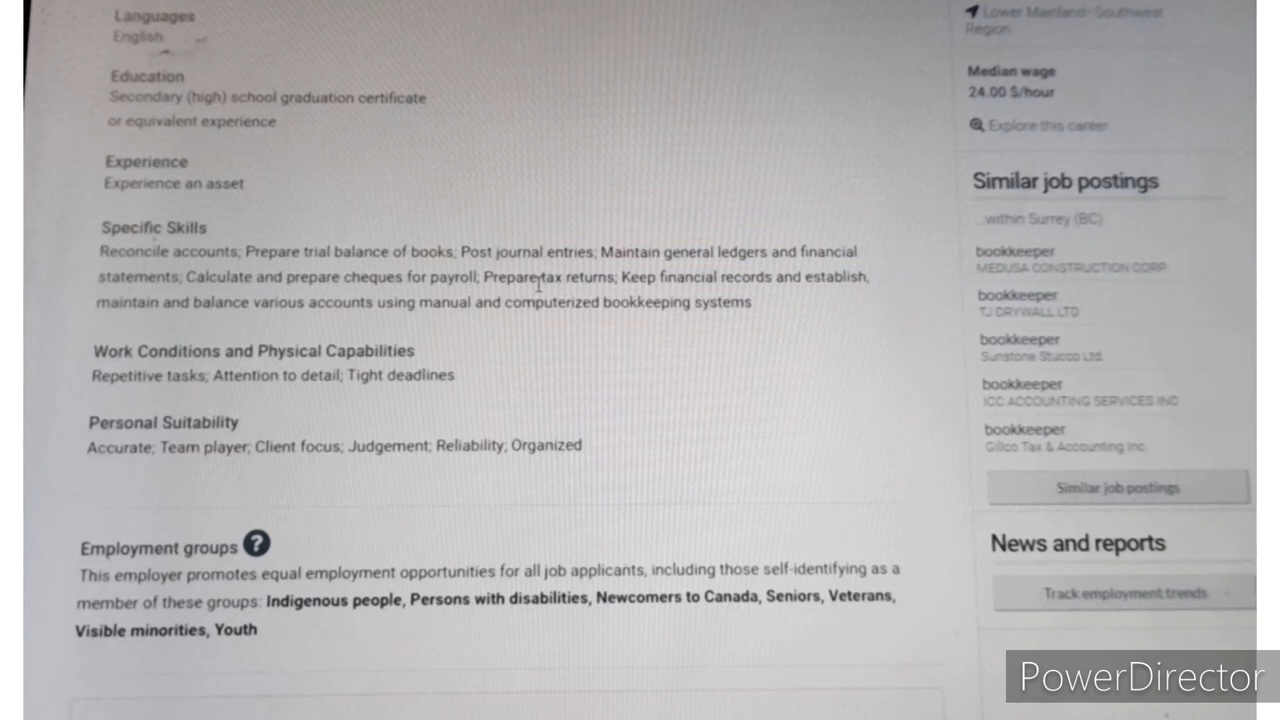 Languages
English
Education
Secondary (high) school graduation certificate
or equivalent experience
Experience
Experience an asset
Specific Skills
Reconcile accounts; Prepare trial balance of books; Post journal entries; Maintain general ledgers and financial
statements; Calculate and prepare cheques for payroll; Prepare tax returns; Keep financial records and establish,
maintain and balance various accounts using manual and computerized bookkeeping systems
Work Conditions and Physical Capabilities
Repetitive tasks; Attention to detail; Tight deadlines
Personal Suitability
Accurate; Team player; Client focus; Judgement; Reliability; Organized
Employment groups ?
This employer promotes equal employment opportunities for all job applicants, including those self-identifying as a
member of these groups: Indigenous people, Persons with disabilities, Newcomers to Canada, Seniors, Veterans,
Visible minorities, Youth
Lower Mainland-Southwest
Region
Median wage
24.00 $/hour
Explore this career
Similar job postings
...within Surrey (BC)
bookkeeper
MEDUSA CONSTRUCTION CORP.
bookkeeper
TJ DRYWALL LTD
bookkeeper
Sunstone Stucco Ltd.
bookkeeper
ICC ACCOUNTING SERVICES INC
bookkeeper
Gillco Tax & Accounting Inc.
Similar job postings
News and reports
Track employment trends
PowerDirector